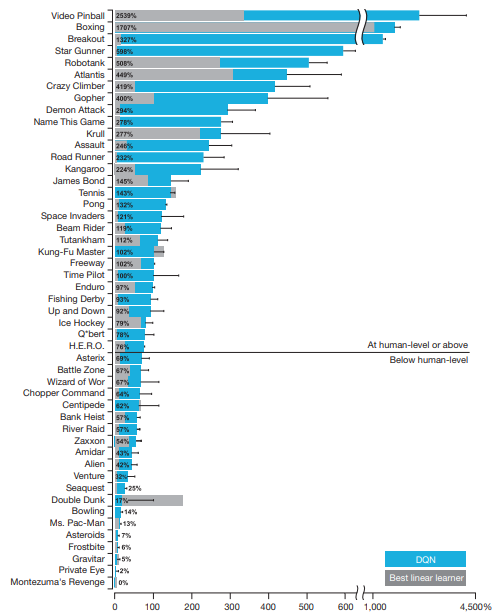 Video Pinball 2539%
Boxing 1707%
Breakout 1327%
Star Gunner 598%
Robotank 508%
Atlantis 449%
Crazy Climber 419%
Gopher 400%
Demon Attack 294%
Name This Game 278%
Krull 277%
Assault 246%
Road Runner 232%
Kangaroo 224%
James Bond 145%
Tennis 143%
Pong 132%
Space Invaders 121%
Beam Rider 119%
Tutankham 112%
Kung-Fu Master 102%
Freeway 102%
Time Pilot 100%
Enduro 97%
Fishing Derby 93%
Up and Down 92%
Ice Hockey 79%
Q*bert 78%
H.E.R.O. 76%
At human-level or above
Asterix 69%
Below human-level
Battle Zone 67%
Wizard of Wor 67%
Chopper Command 64%
Centipede 62%
Bank Heist 57%
River Raid 57%
Zaxxon 54%
Amidar 43%
Alien 42%
Venture 32%
Seaquest 25%
Double Dunk 17%
Bowling 14%
Ms. Pac-Man 13%
Asteroids 7%
Frostbite 6%
Gravitar 5%
Private Eye 2%
Montezuma's Revenge 0%
DQN
Best linear learner
0 100 200 300 400 500 600 1,000 4,500%